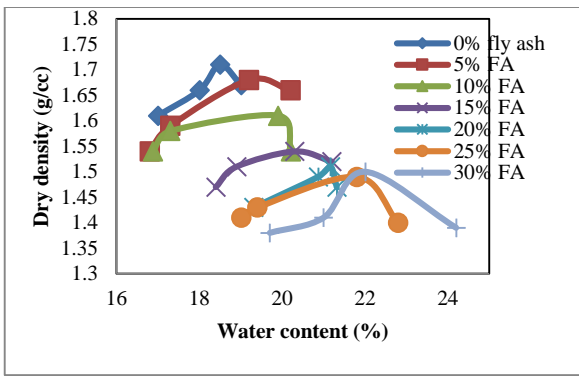 1.8
1.75
1.7
1.65
1.6
1.55
1.5
1.45
1.4
1.35
1.3
Dry density (g/cc)
16
18
20
22
24
Water content (%)
0% fly ash
5% FA
10% FA
15% FA
20% FA
25% FA
30% FA